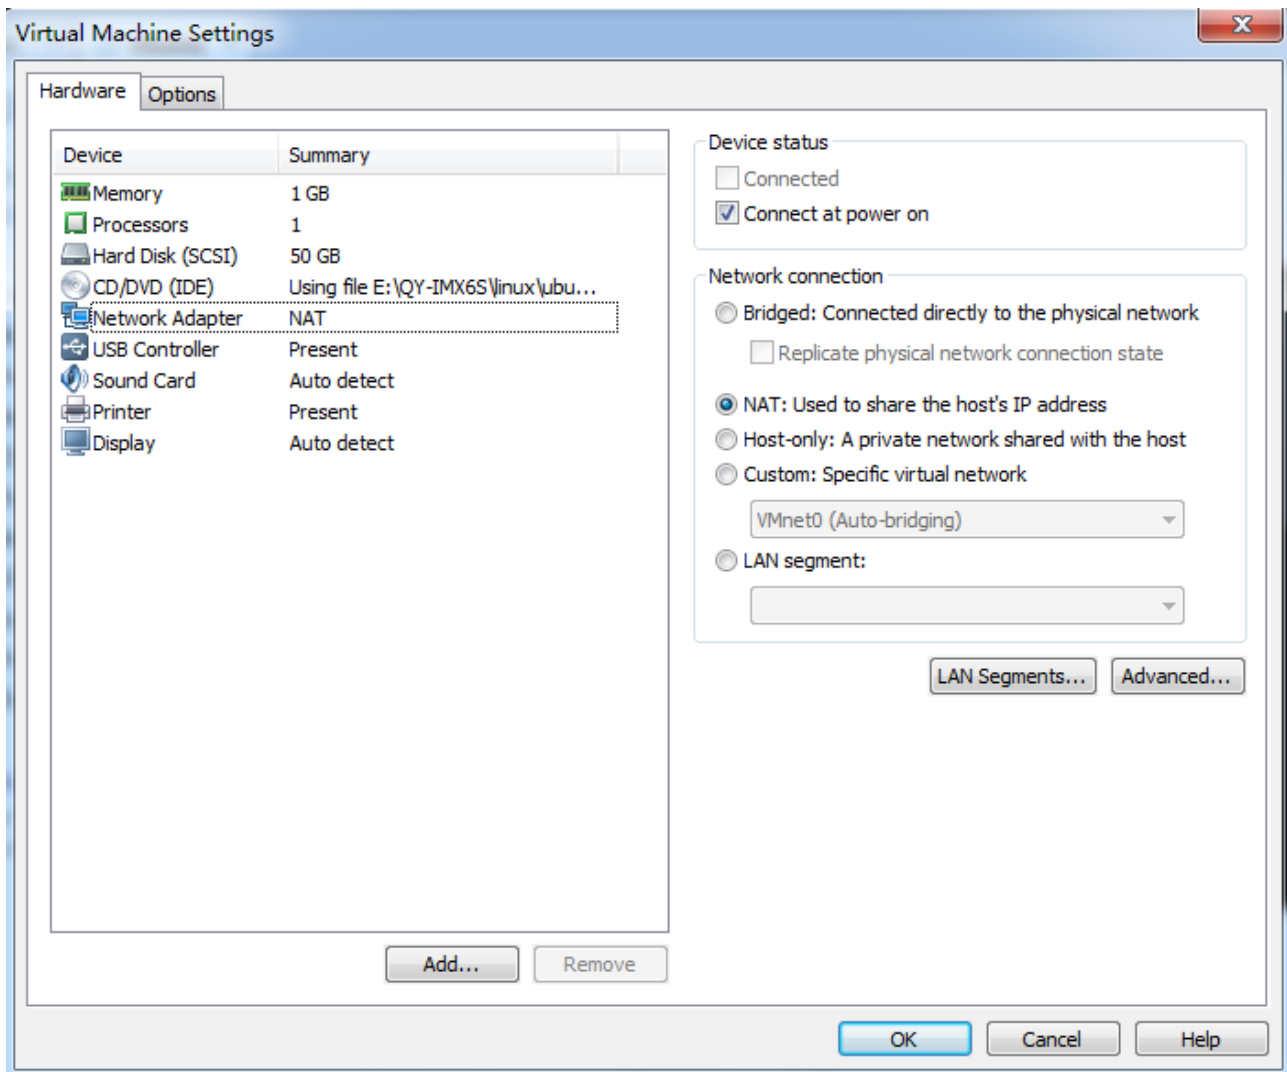 Virtual Machine Settings
Hardware
Options
Device Summary
Memory 1 GB
Processors 1
Hard Disk (SCSI) 50 GB
CD/DVD (IDE) Using file E:\QY-IMX6S\linux\ubu...
Network Adapter NAT
USB Controller Present
Sound Card Auto detect
Printer Present
Display Auto detect
Add...
Remove
Device status
Connected
Connect at power on
Network connection
Bridged: Connected directly to the physical network
Replicate physical network connection state
NAT: Used to share the host's IP address
Host-only: A private network shared with the host
Custom: Specific virtual network
VMnet0 (Auto-bridging)
LAN segment:
LAN Segments...
Advanced...
OK
Cancel
Help